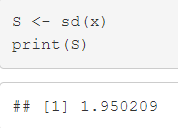 S <- sd(x)
print(S)
## [1] 1.950209